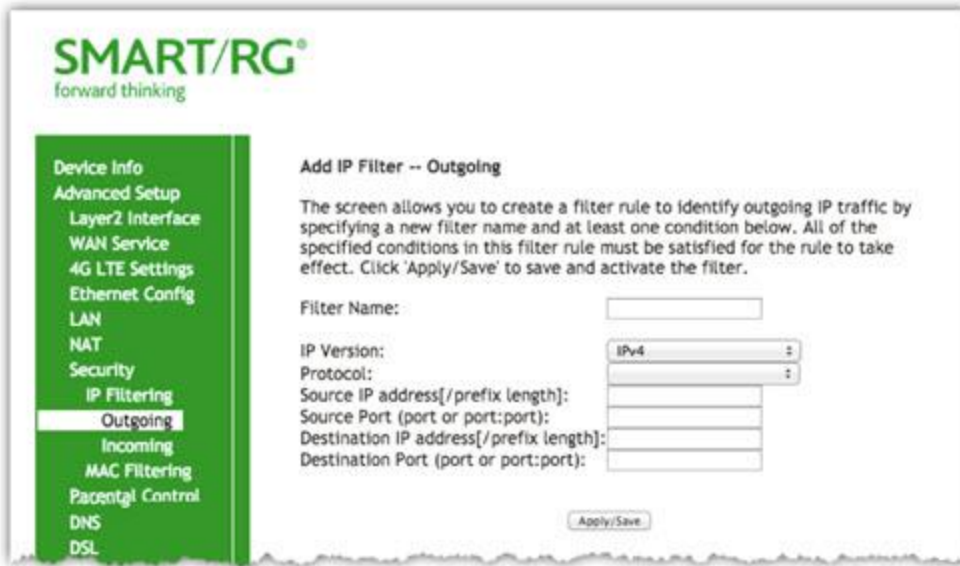 SMART/RG®
forward thinking
Device Info
Advanced Setup
Layer2 Interface
WAN Service
4G LTE Settings
Ethernet Config
LAN
NAT
Security
IP Filtering
Outgoing
Incoming
MAC Filtering
Parental Control
DNS
DSL
Add IP Filter -- Outgoing
The screen allows you to create a filter rule to identify outgoing IP traffic by
specifying a new filter name and at least one condition below. All of the
specified conditions in this filter rule must be satisfied for the rule to take
effect. Click 'Apply/Save' to save and activate the filter.
Filter Name:
IP Version: IPv4
Protocol:
Source IP address[/prefix length]:
Source Port (port or port:port):
Destination IP address[/prefix length]:
Destination Port (port or port:port):
Apply/Save